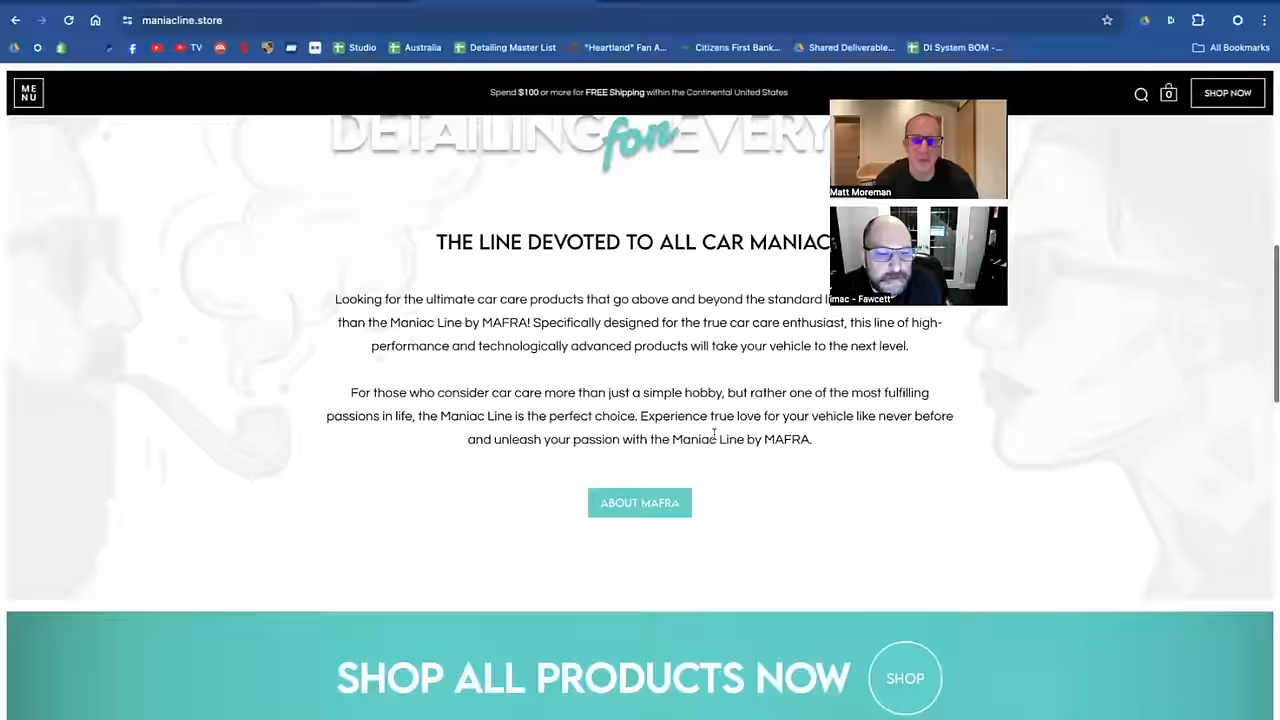 maniacline.store
TV
Studio
Australia
Detailing Master List
"Heartland" Fan A...
Citizens First Bank...
Shared Deliverable...
DI System BOM -...
All Bookmarks
ME
NU
Spend $100 or more for FREE Shipping within the Continental United States
0
SHOP NOW
DETAILING for EVERY
Matt Moreman
THE LINE DEVOTED TO ALL CAR MANIAC
imac - Fawcett
Looking for the ultimate car care products that go above and beyond the standard
than the Maniac Line by MAFRA! Specifically designed for the true car care enthusiast, this line of high-
performance and technologically advanced products will take your vehicle to the next level.
For those who consider car care more than just a simple hobby, but rather one of the most fulfilling
passions in life, the Maniac Line is the perfect choice. Experience true love for your vehicle like never before
and unleash your passion with the Maniac Line by MAFRA.
ABOUT MAFRA
SHOP ALL PRODUCTS NOW
SHOP